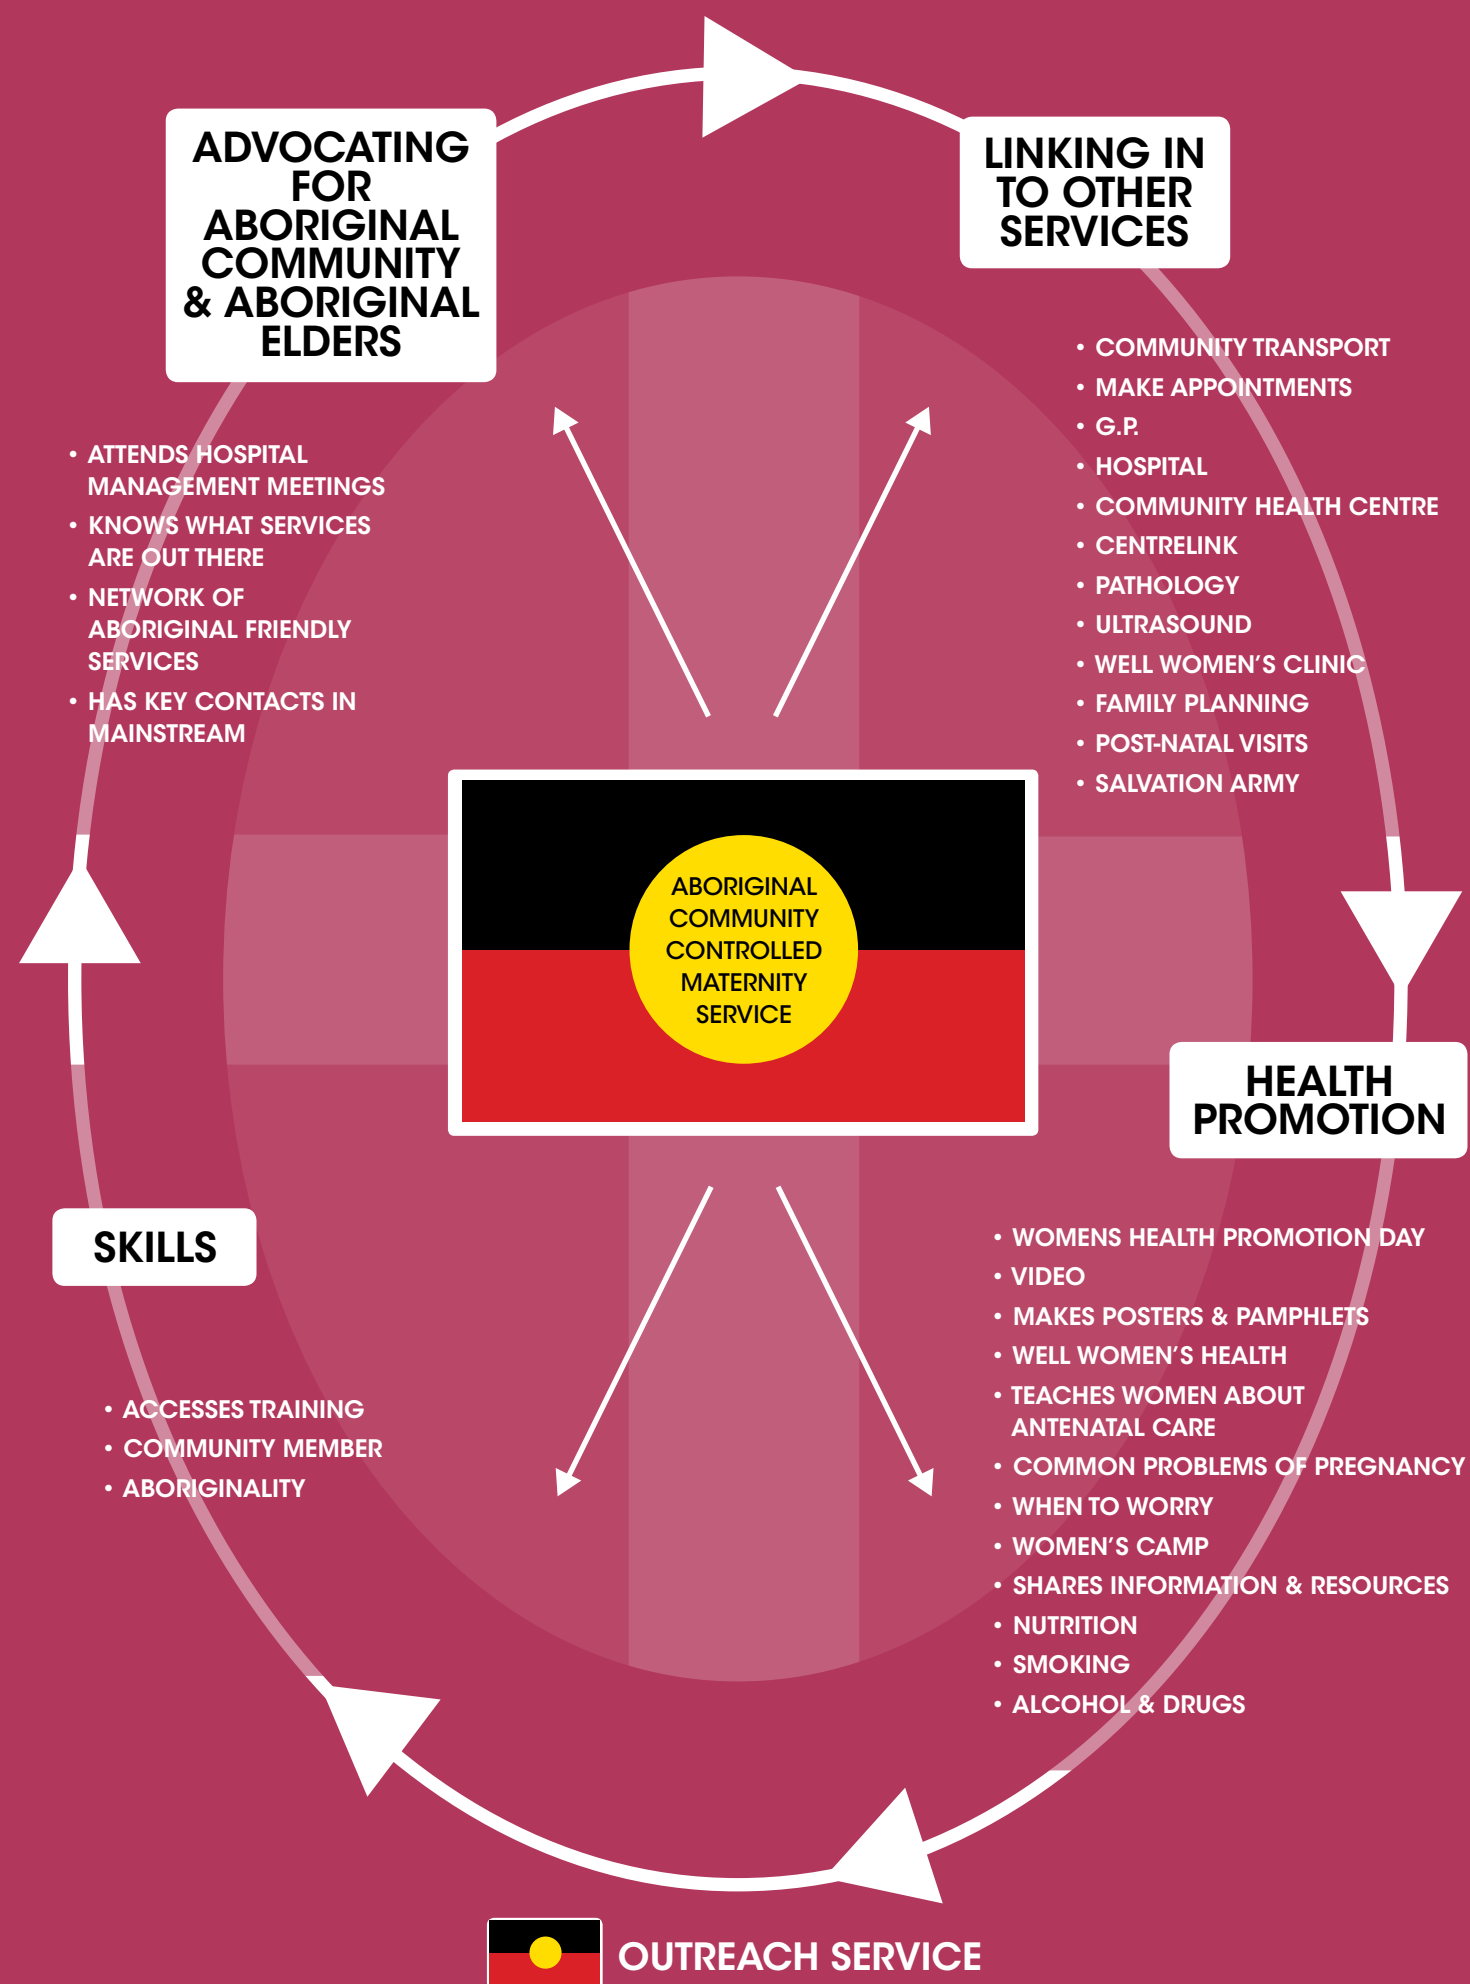 ADVOCATING
FOR
ABORIGINAL
COMMUNITY
& ABORIGINAL
ELDERS
• ATTENDS HOSPITAL
MANAGEMENT MEETINGS
• KNOWS WHAT SERVICES
ARE OUT THERE
• NETWORK OF
ABORIGINAL FRIENDLY
SERVICES
• HAS KEY CONTACTS IN
MAINSTREAM
LINKING IN
TO OTHER
SERVICES
• COMMUNITY TRANSPORT
• MAKE APPOINTMENTS
• G.P.
• HOSPITAL
• COMMUNITY HEALTH CENTRE
• CENTRELINK
• PATHOLOGY
• ULTRASOUND
• WELL WOMEN'S CLINIC
• FAMILY PLANNING
• POST-NATAL VISITS
• SALVATION ARMY
ABORIGINAL
COMMUNITY
CONTROLLED
MATERNITY
SERVICE
HEALTH
PROMOTION
• WOMENS HEALTH PROMOTION DAY
• VIDEO
• MAKES POSTERS & PAMPHLETS
• WELL WOMEN'S HEALTH
• TEACHES WOMEN ABOUT
ANTENATAL CARE
• COMMON PROBLEMS OF PREGNANCY
• WHEN TO WORRY
• WOMEN'S CAMP
• SHARES INFORMATION & RESOURCES
• NUTRITION
• SMOKING
• ALCOHOL & DRUGS
SKILLS
• ACCESSES TRAINING
• COMMUNITY MEMBER
• ABORIGINALITY
OUTREACH SERVICE